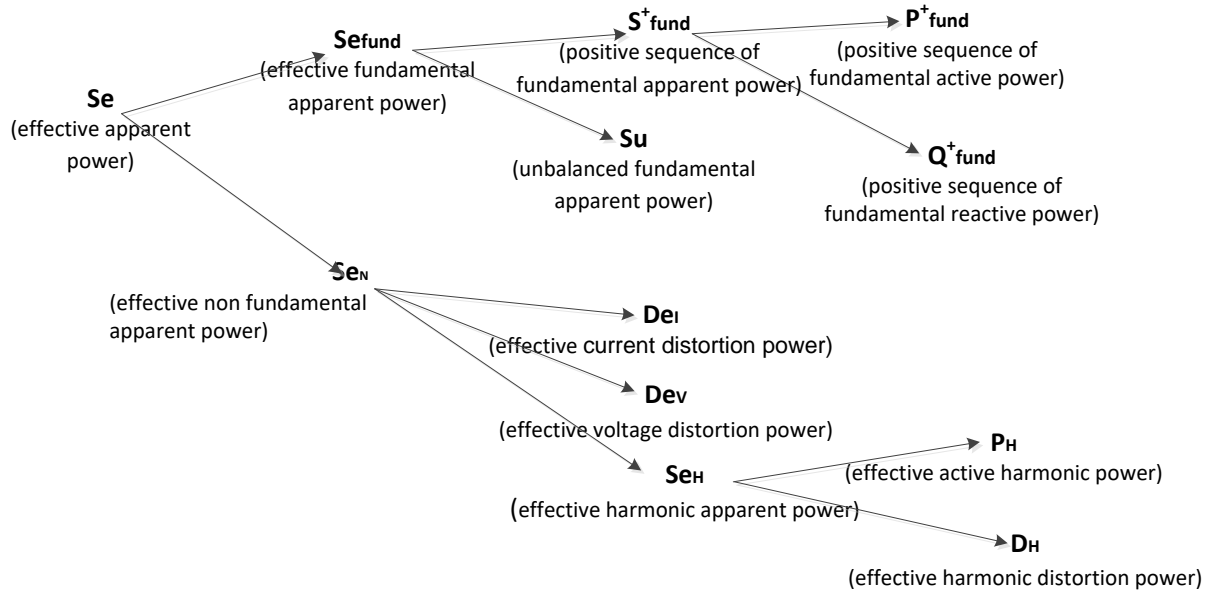 Se
(effective apparent
power)
Sefund
(effective fundamental
apparent power)
S+fund
(positive sequence of
fundamental apparent power)
P+fund
(positive sequence of
fundamental active power)
Su
(unbalanced fundamental
apparent power)
Q+fund
(positive sequence of
fundamental reactive power)
SeN
(effective non fundamental
apparent power)
DeI
(effective current distortion power)
DeV
(effective voltage distortion power)
SeH
(effective harmonic apparent power)
PH
(effective active harmonic power)
DH
(effective harmonic distortion power)